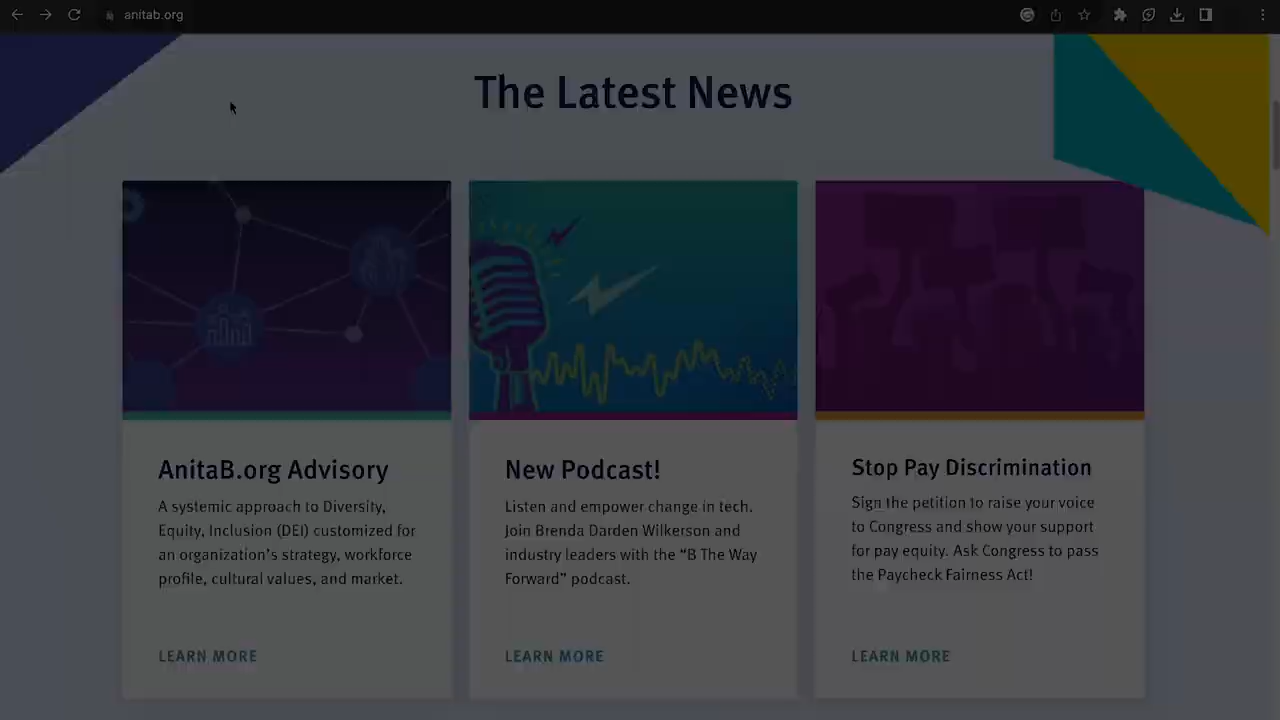 anitab.org
The Latest News
AnitaB.org Advisory
A systemic approach to Diversity,
Equity, Inclusion (DEI) customized for
an organization's strategy, workforce
profile, cultural values, and market.
LEARN MORE
New Podcast!
Listen and empower change in tech.
Join Brenda Darden Wilkerson and
industry leaders with the “B The Way
Forward” podcast.
LEARN MORE
Stop Pay Discrimination
Sign the petition to raise your voice
to Congress and show your support
for pay equity. Ask Congress to pass
the Paycheck Fairness Act!
LEARN MORE